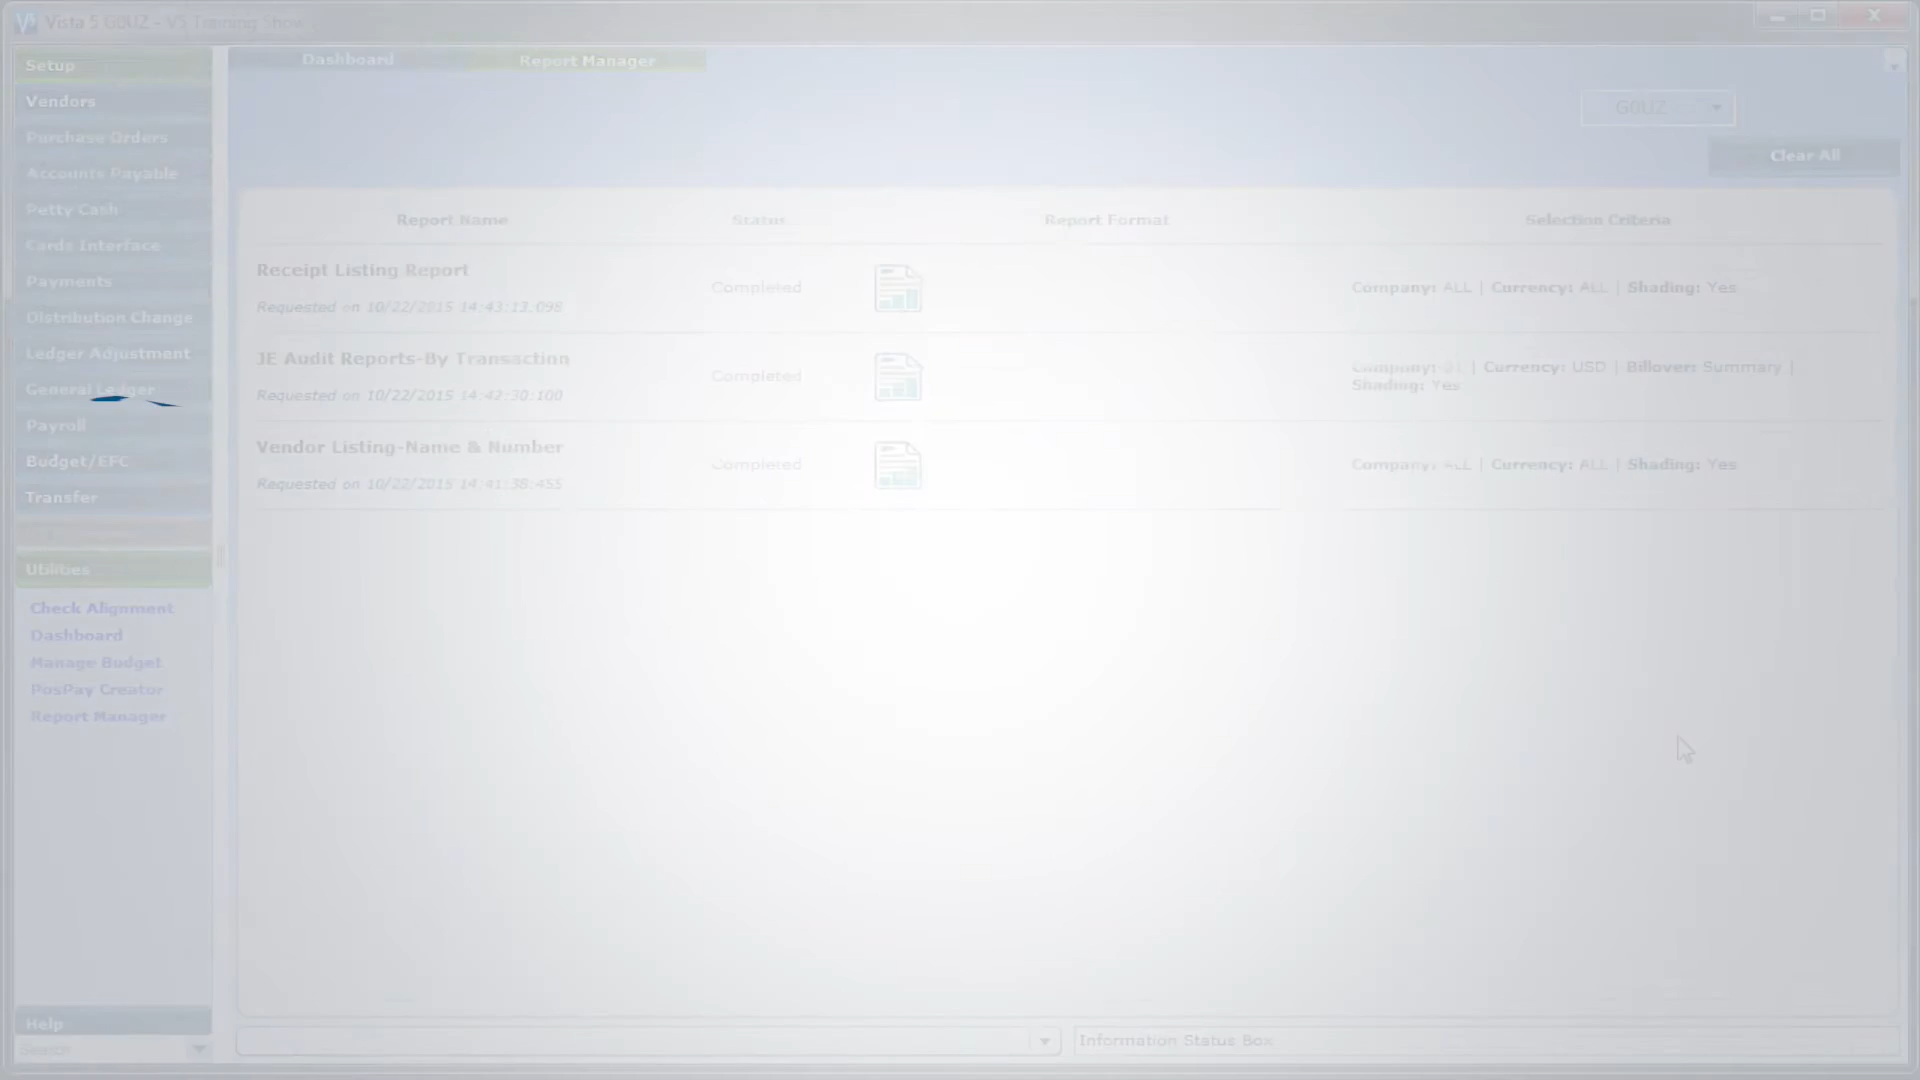 Vista 5 G0UZ - V5 Training Show
Setup
Vendors
Purchase Orders
Accounts Payable
Petty Cash
Cards Interface
Payments
Distribution Change
Ledger Adjustment
General Ledger
Payroll
Budget/EFC
Transfer
Utilities
Check Alignment
Dashboard
Manage Budget
PosPay Creator
Report Manager
Help
Search
Dashboard Report Manager
G0UZ
Clear All
Report Name Status Report Format Selection Criteria
Receipt Listing Report
Requested on 10/22/2015 14:43:13:098
Completed
Company: ALL | Currency: ALL | Shading: Yes
JE Audit Reports-By Transaction
Requested on 10/22/2015 14:42:30:100
Completed
Company: | Currency: USD | Billover: Summary |
Shading: Yes
Vendor Listing-Name & Number
Requested on 10/22/2015 14:41:38:455
Completed
Company: ALL | Currency: ALL | Shading: Yes
Information Status Box